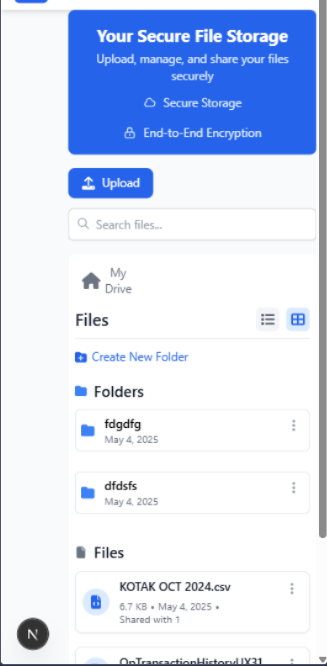 Your Secure File Storage
Upload, manage, and share your files
securely
Secure Storage
End-to-End Encryption
Upload
Search files...
My
Drive
Files
Create New Folder
Folders
fdgdfg
May 4, 2025
dfdsfs
May 4, 2025
Files
KOTAK OCT 2024.csv
6.7 KB • May 4, 2025 •
Shared with 1
N
OpTransactionHistoryUX31